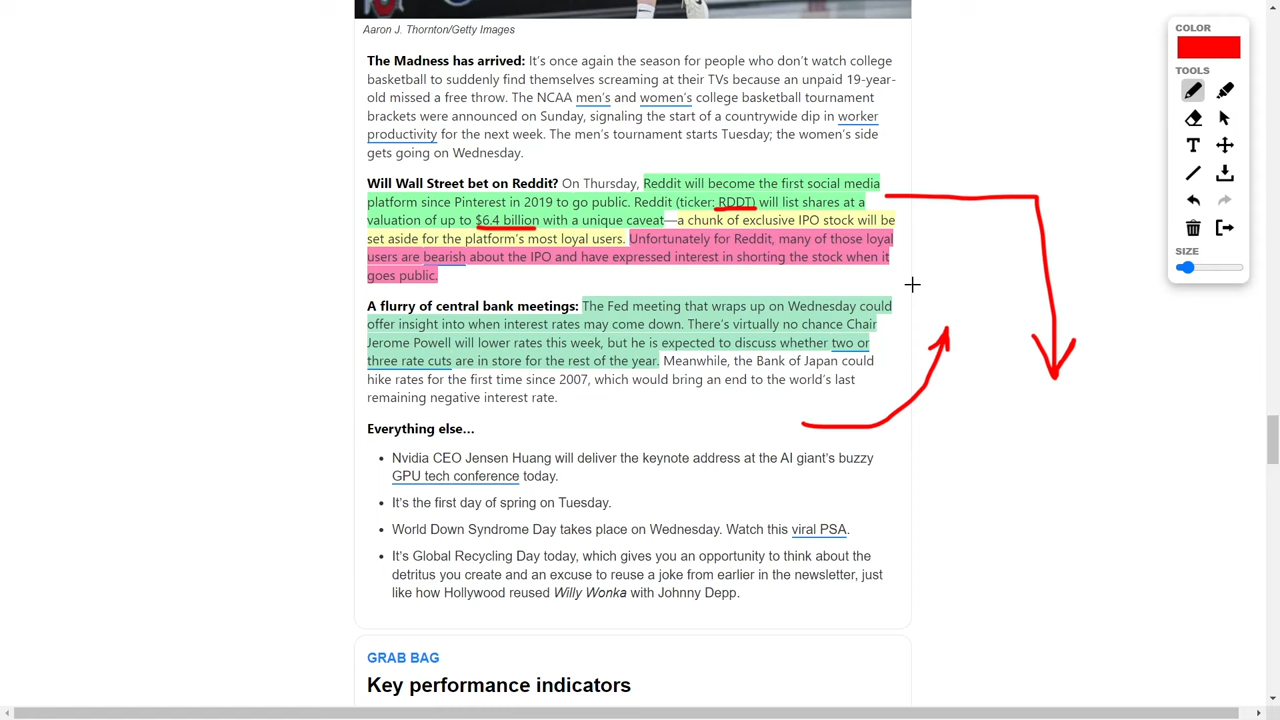 Aaron J. Thornton/Getty Images
COLOR
The Madness has arrived: It's once again the season for people who don't watch college
basketball to suddenly find themselves screaming at their TVs because an unpaid 19-year-
old missed a free throw. The NCAA men's and women's college basketball tournament
brackets were announced on Sunday, signaling the start of a countrywide dip in worker
productivity for the next week. The men's tournament starts Tuesday; the women's side
gets going on Wednesday.
TOOLS
T
Will Wall Street bet on Reddit? On Thursday, Reddit will become the first social media
platform since Pinterest in 2019 to go public. Reddit (ticker: RDDT) will list shares at a
valuation of up to $6.4 billion with a unique caveat—a chunk of exclusive IPO stock will be
set aside for the platform's most loyal users. Unfortunately for Reddit, many of those loyal
users are bearish about the IPO and have expressed interest in shorting the stock when it
goes public.
SIZE
A flurry of central bank meetings: The Fed meeting that wraps up on Wednesday could
offer insight into when interest rates may come down. There's virtually no chance Chair
Jerome Powell will lower rates this week, but he is expected to discuss whether two or
three rate cuts are in store for the rest of the year. Meanwhile, the Bank of Japan could
hike rates for the first time since 2007, which would bring an end to the world's last
remaining negative interest rate.
Everything else...
• Nvidia CEO Jensen Huang will deliver the keynote address at the AI giant's buzzy
GPU tech conference today.
• It's the first day of spring on Tuesday.
• World Down Syndrome Day takes place on Wednesday. Watch this viral PSA.
• It's Global Recycling Day today, which gives you an opportunity to think about the
detritus you create and an excuse to reuse a joke from earlier in the newsletter, just
like how Hollywood reused Willy Wonka with Johnny Depp.
GRAB BAG
Key performance indicators